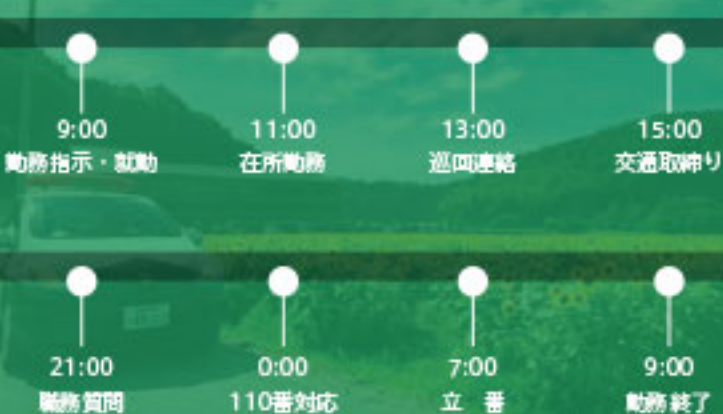 9:00 11:00 13:00 15:00
勤務指示・就勤 在所勤務 巡回連絡 交通取締り
21:00 0:00 7:00 9:00
職務質問 110番対応 立 番 勤務終了